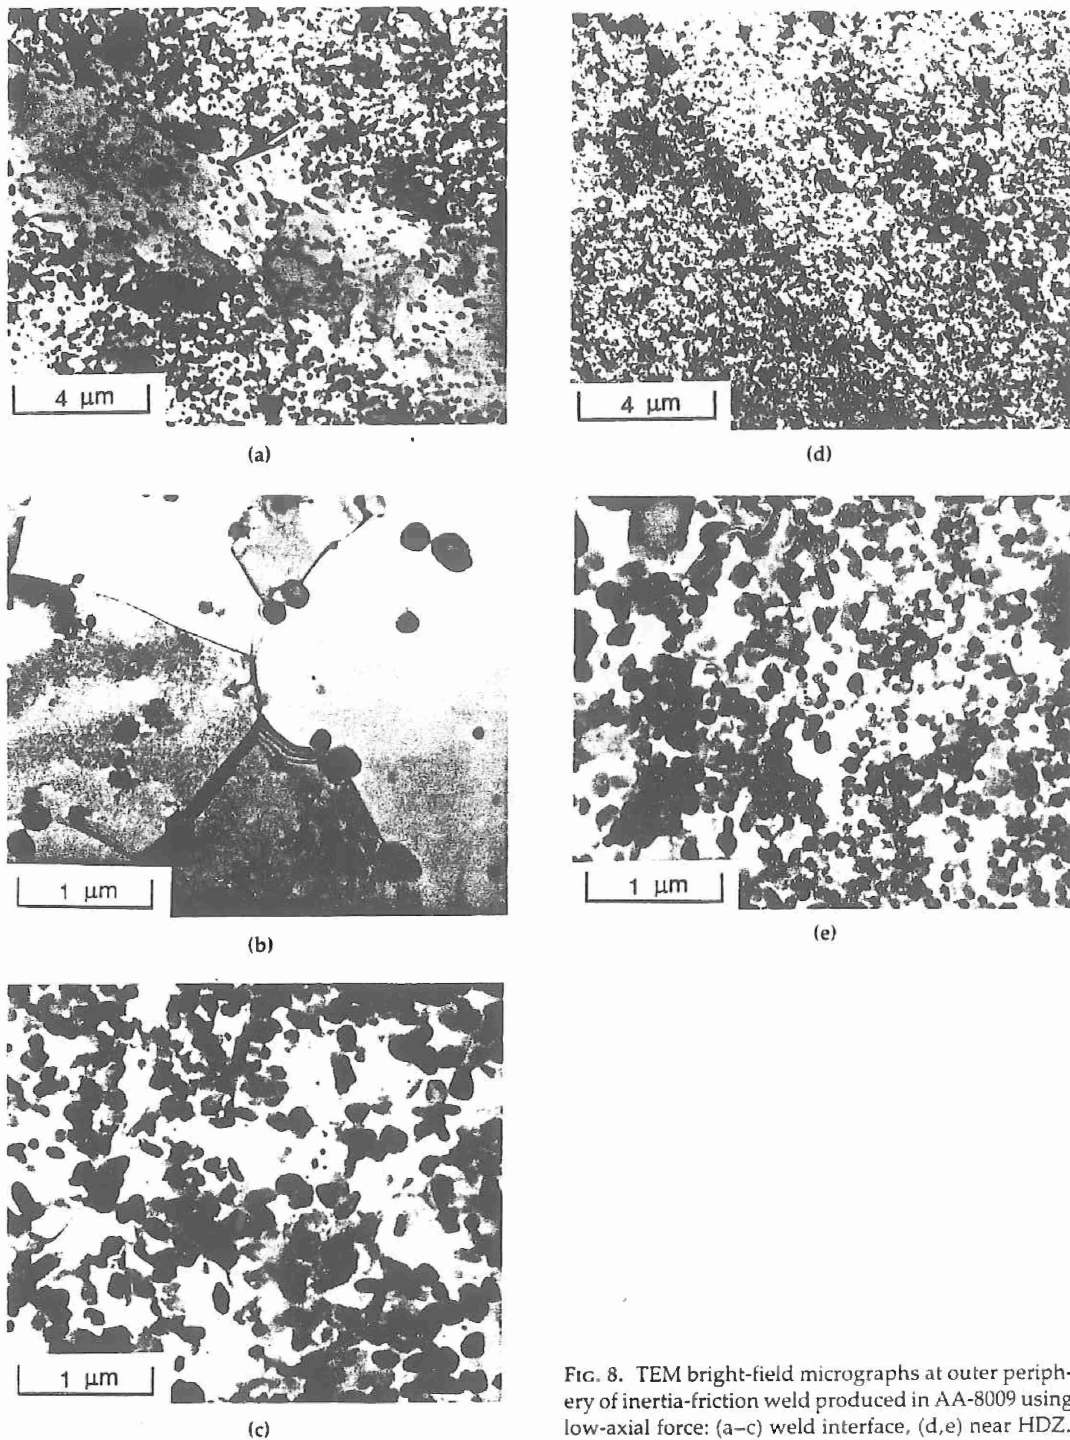 4 μm
(a)
4 μm
(d)
1 μm
(b)
1 μm
(e)
1 μm
(c)
FIG. 8. TEM bright-field micrographs at outer periph-
ery of inertia-friction weld produced in AA-8009 using
low-axial force: (a–c) weld interface, (d,e) near HDZ.